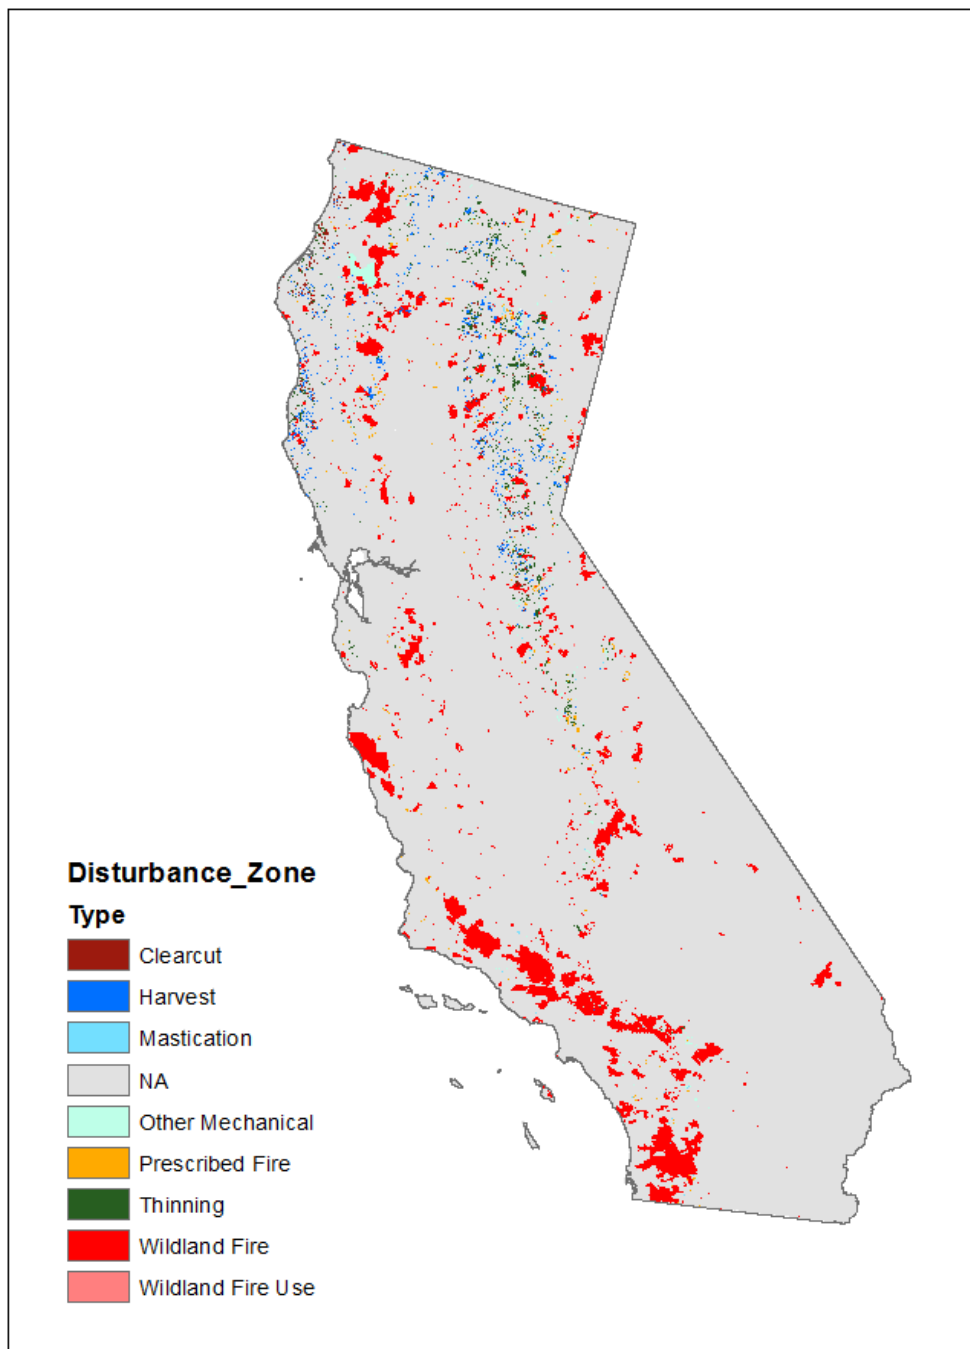 Disturbance_Zone
Type
Clearcut
Harvest
Mastication
NA
Other Mechanical
Prescribed Fire
Thinning
Wildland Fire
Wildland Fire Use